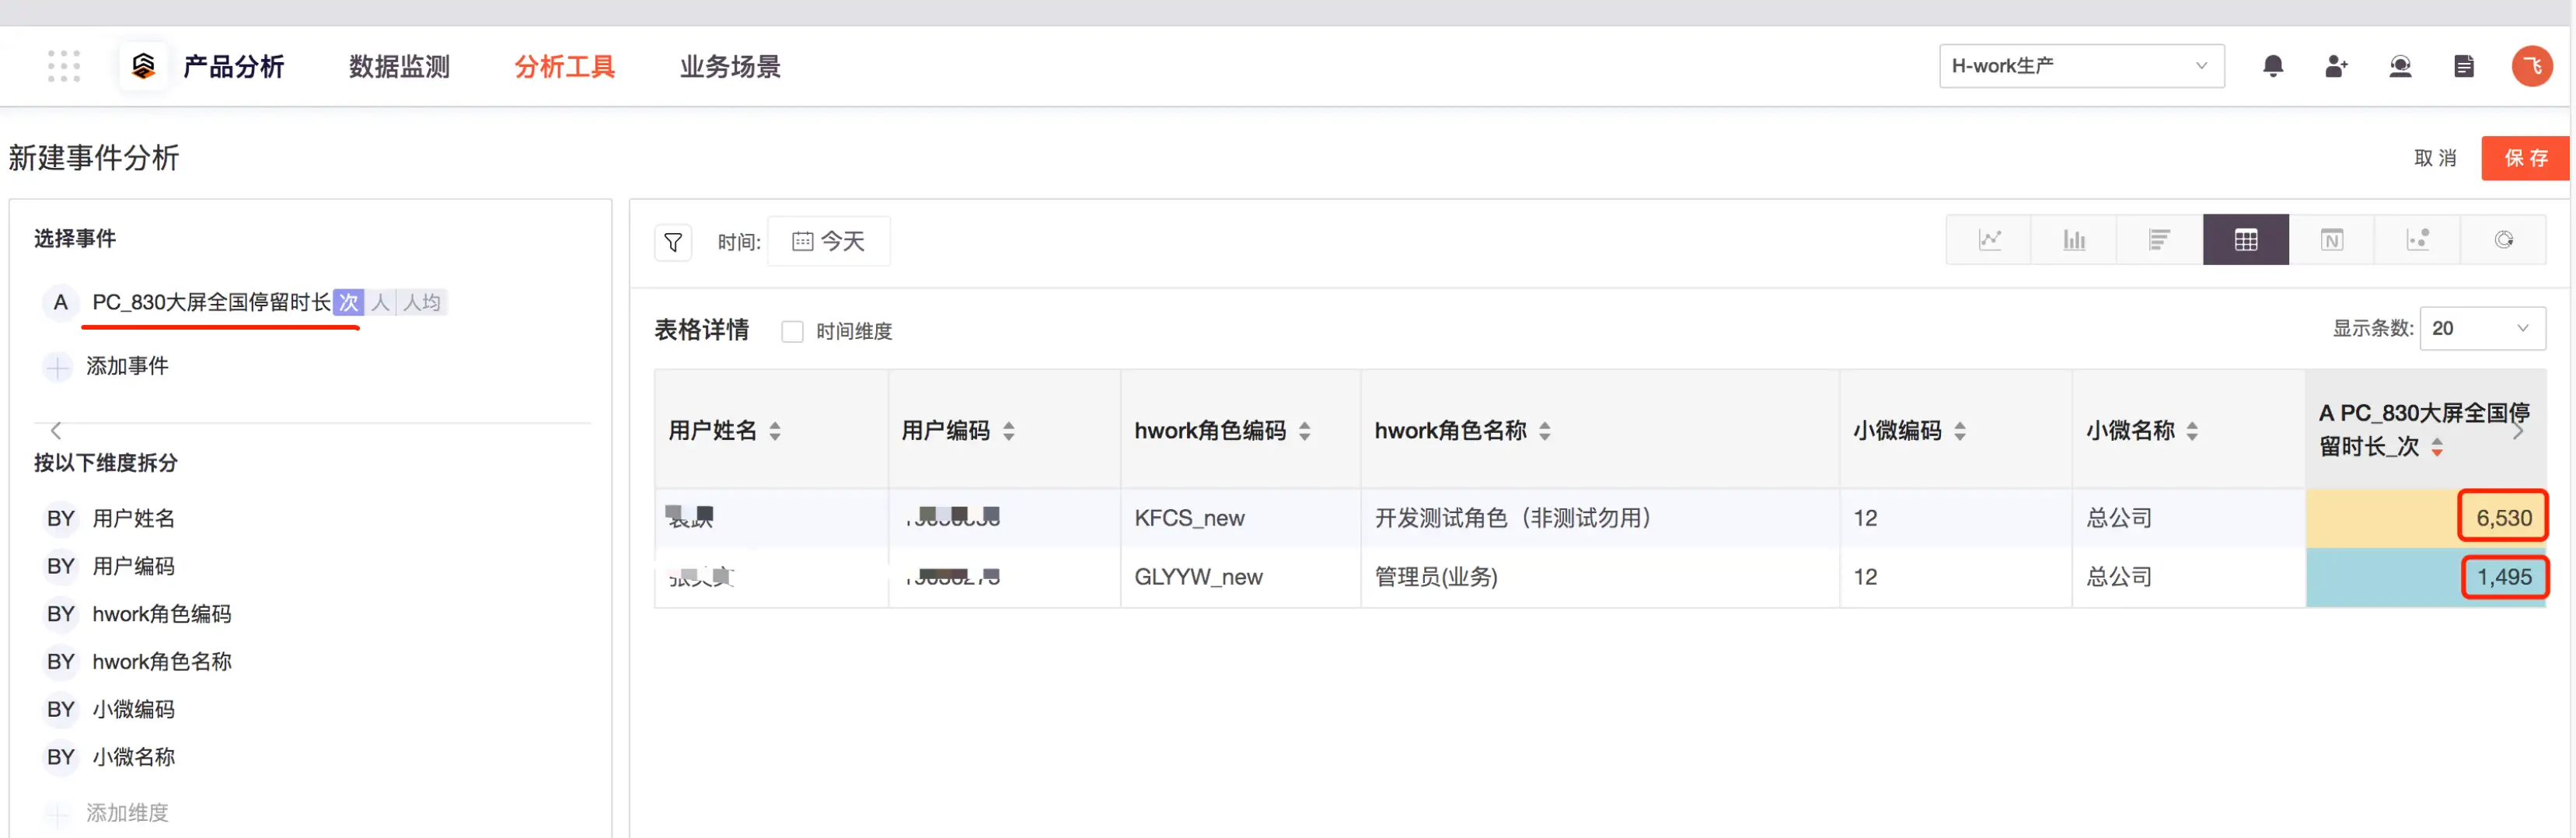 产品分析 数据监测 分析工具 业务场景 H-work生产 飞
新建事件分析 取消 保存
选择事件
A PC_830大屏全国停留时长 次 人 人均
添加事件
按以下维度拆分
BY 用户姓名
BY 用户编码
BY hwork角色编码
BY hwork角色名称
BY 小微编码
BY 小微名称
添加维度
时间: 今天
N
表格详情 时间维度 显示条数: 20
用户姓名 用户编码 hwork角色编码 hwork角色名称 小微编码 小微名称 A PC_830大屏全国停
留时长_次
KFCS_new 开发测试角色（非测试勿用） 12 总公司 6,530
GLYYW_new 管理员(业务) 12 总公司 1,495